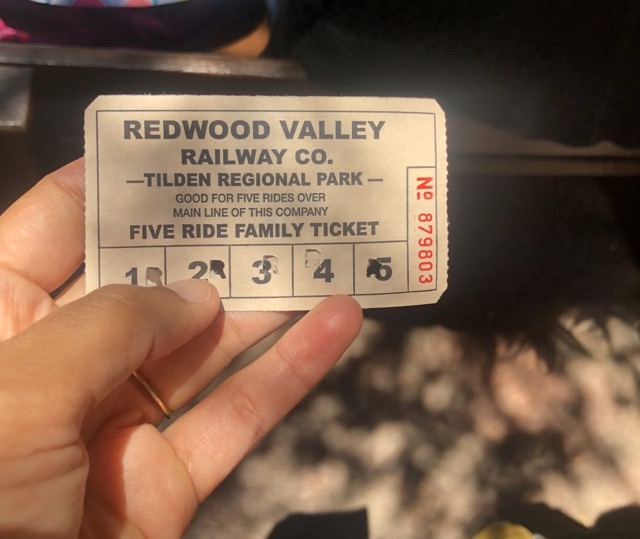 REDWOOD VALLEY
RAILWAY CO.
—TILDEN REGIONAL PARK—
GOOD FOR FIVE RIDES OVER
MAIN LINE OF THIS COMPANY
FIVE RIDE FAMILY TICKET
1 2 3 4 5
Nº 879803